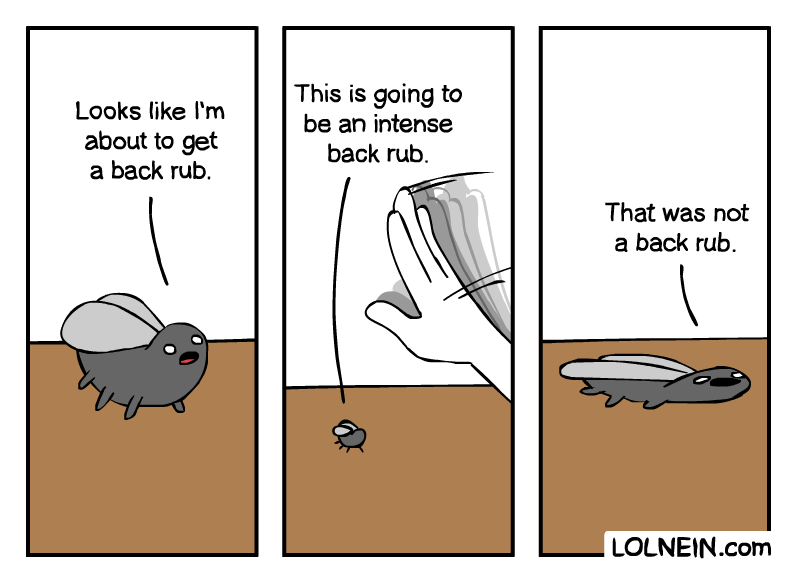 Looks like I'm
about to get
a back rub.
This is going to
be an intense
back rub.
That was not
a back rub.
LOLNEIN.com